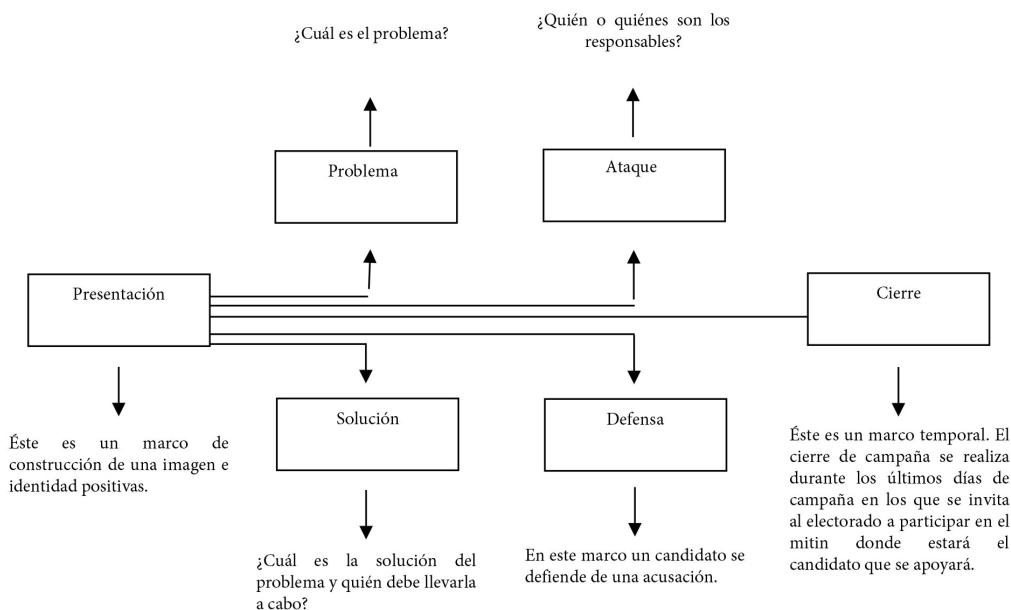 ¿Cuál es el problema?
¿Quién o quiénes son los
responsables?
Problema
Ataque
Presentación
Cierre
Solución
Defensa
Éste es un marco de
construcción de una imagen e
identidad positivas.
¿Cuál es la solución del
problema y quién debe llevarla
a cabo?
En este marco un candidato se
defiende de una acusación.
Éste es un marco temporal. El
cierre de campaña se realiza
durante los últimos días de
campaña en los que se invita
al electorado a participar en el
mitin donde estará el
candidato que se apoyará.